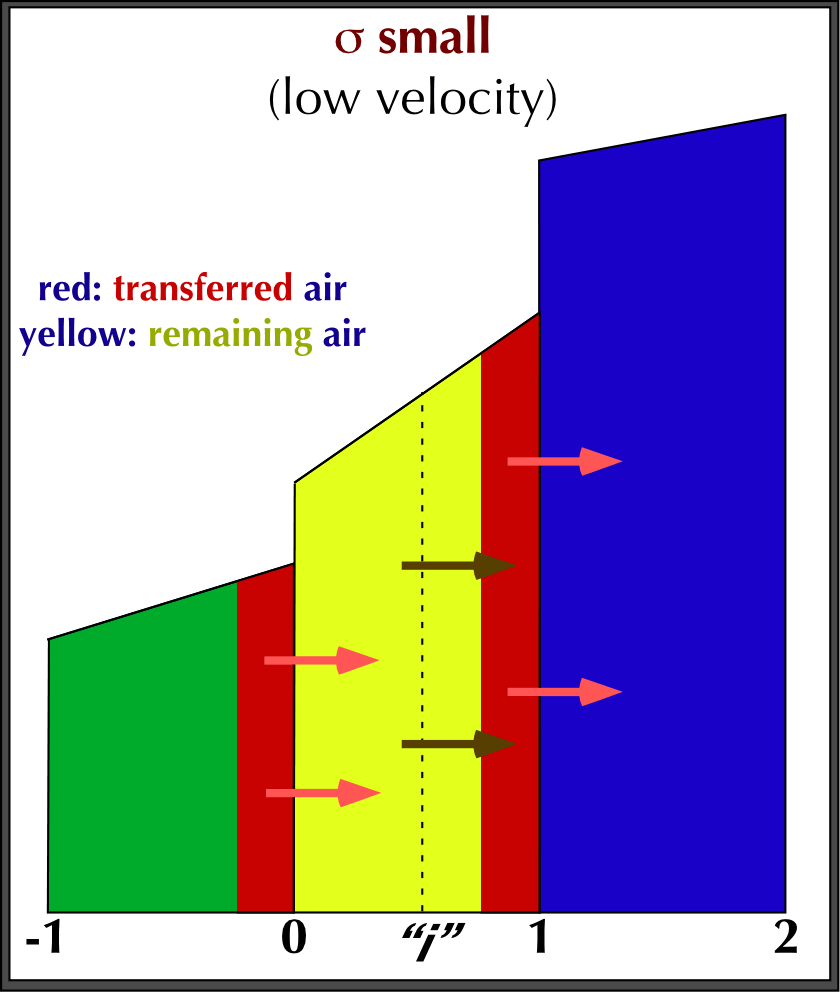 σ small
(low velocity)
red: transferred air
yellow: remaining air
-1 0 “i” 1 2